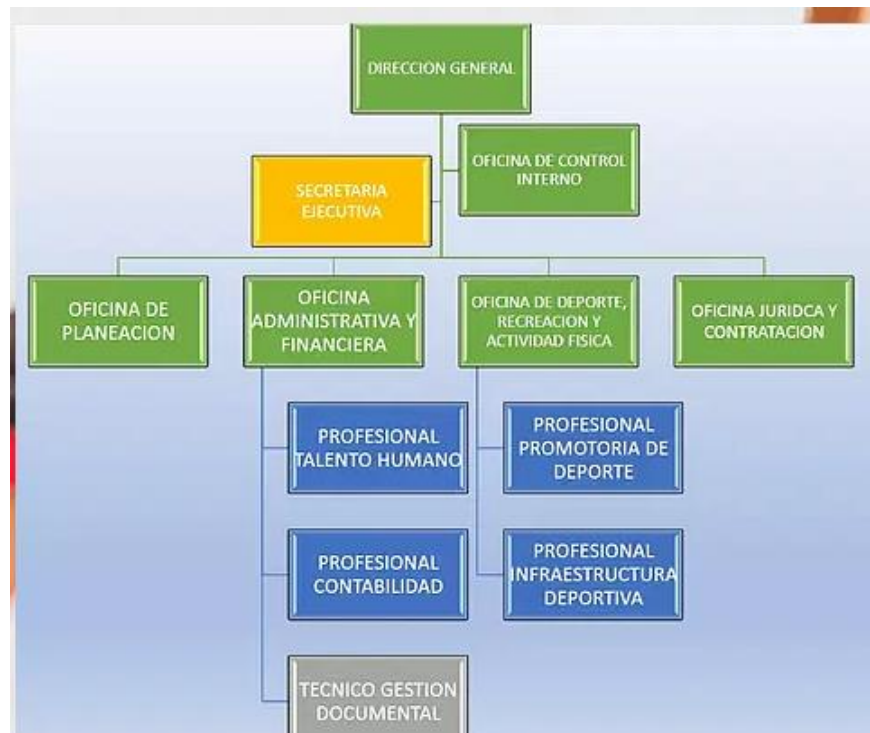 DIRECCION GENERAL
OFICINA DE CONTROL
INTERNO
SECRETARIA
EJECUTIVA
OFICINA DE
PLANEACION
OFICINA
ADMINISTRATIVA Y
FINANCIERA
OFICINA DE DEPORTE,
RECREACION Y
ACTIVIDAD FISICA
OFICINA JURIDCA Y
CONTRATACION
PROFESIONAL
TALENTO HUMANO
PROFESIONAL
PROMOTORIA DE
DEPORTE
PROFESIONAL
CONTABILIDAD
PROFESIONAL
INFRAESTRUCTURA
DEPORTIVA
TECNICO GESTION
DOCUMENTAL